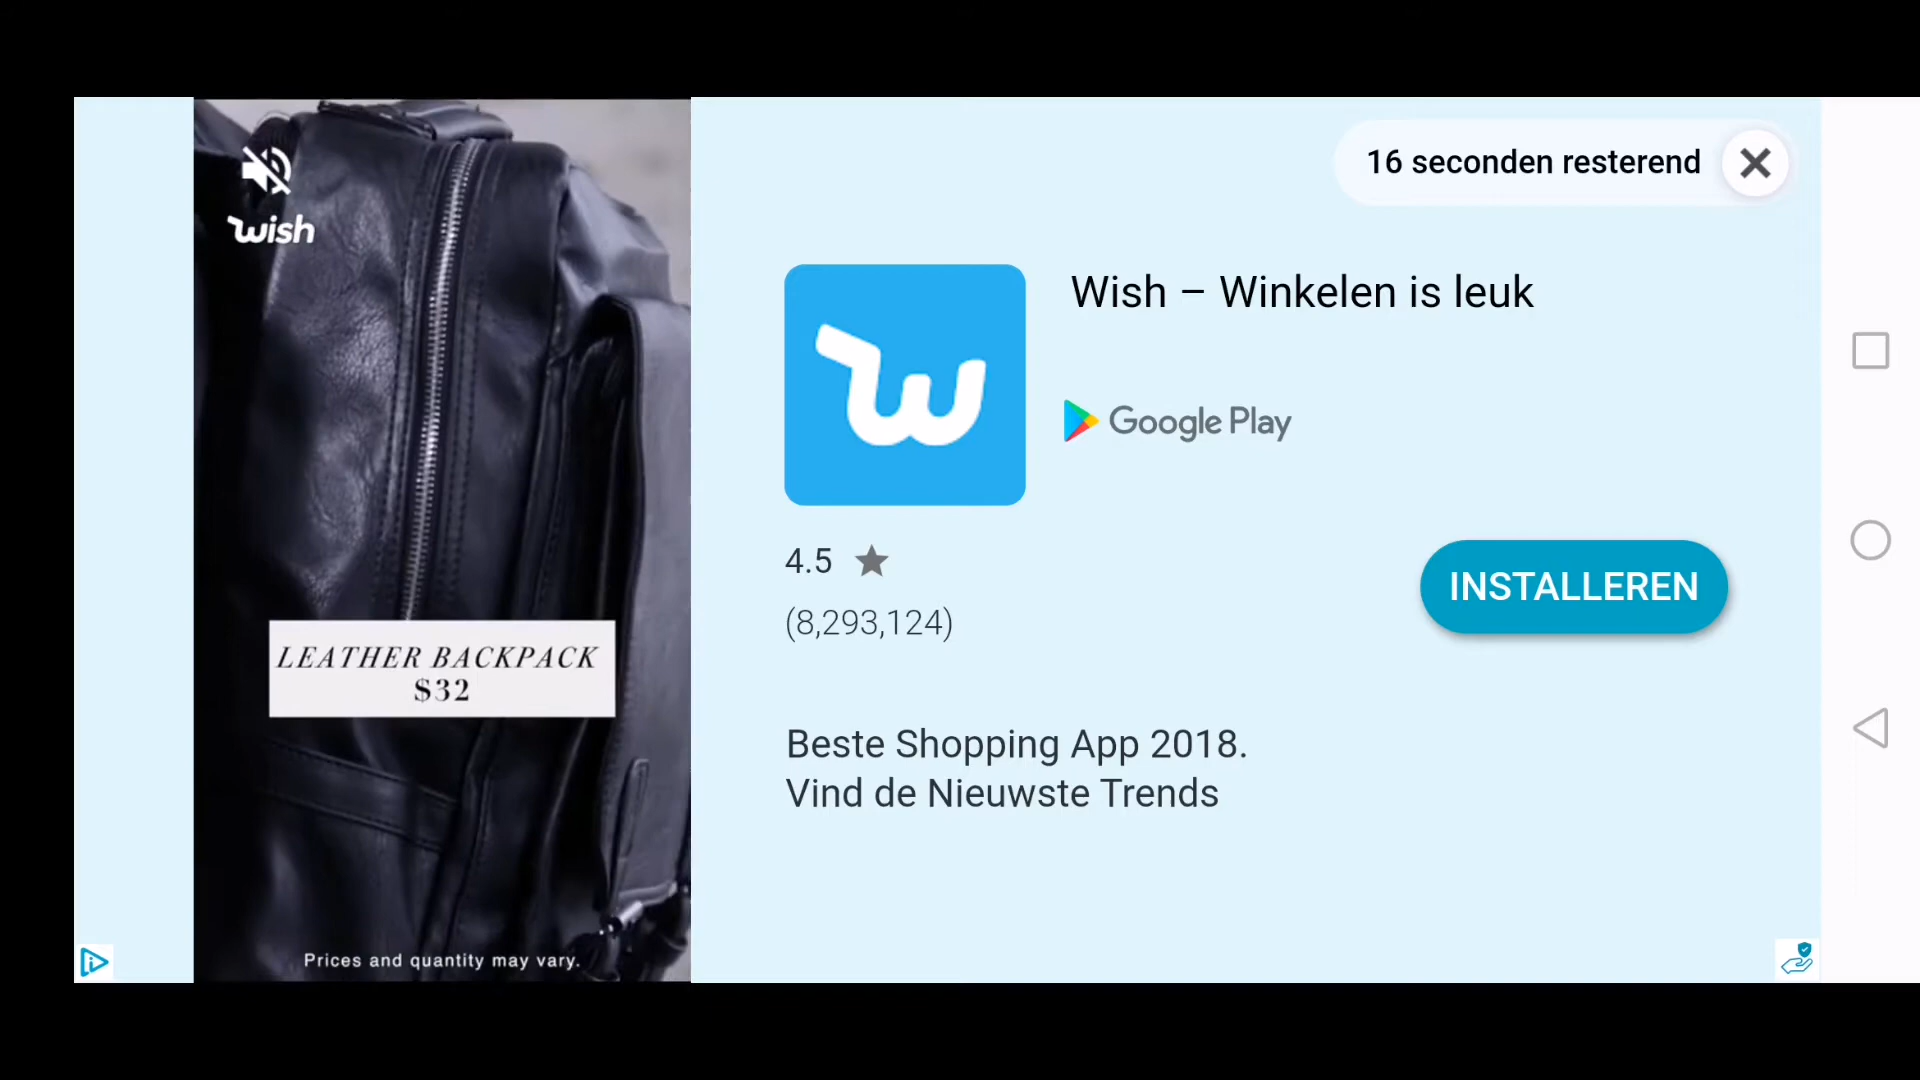 wish
LEATHER BACKPACK
$32
Prices and quantity may vary.
16 seconden resterend
Wish – Winkelen is leuk
Google Play
4.5
(8,293,124)
INSTALLEREN
Beste Shopping App 2018.
Vind de Nieuwste Trends